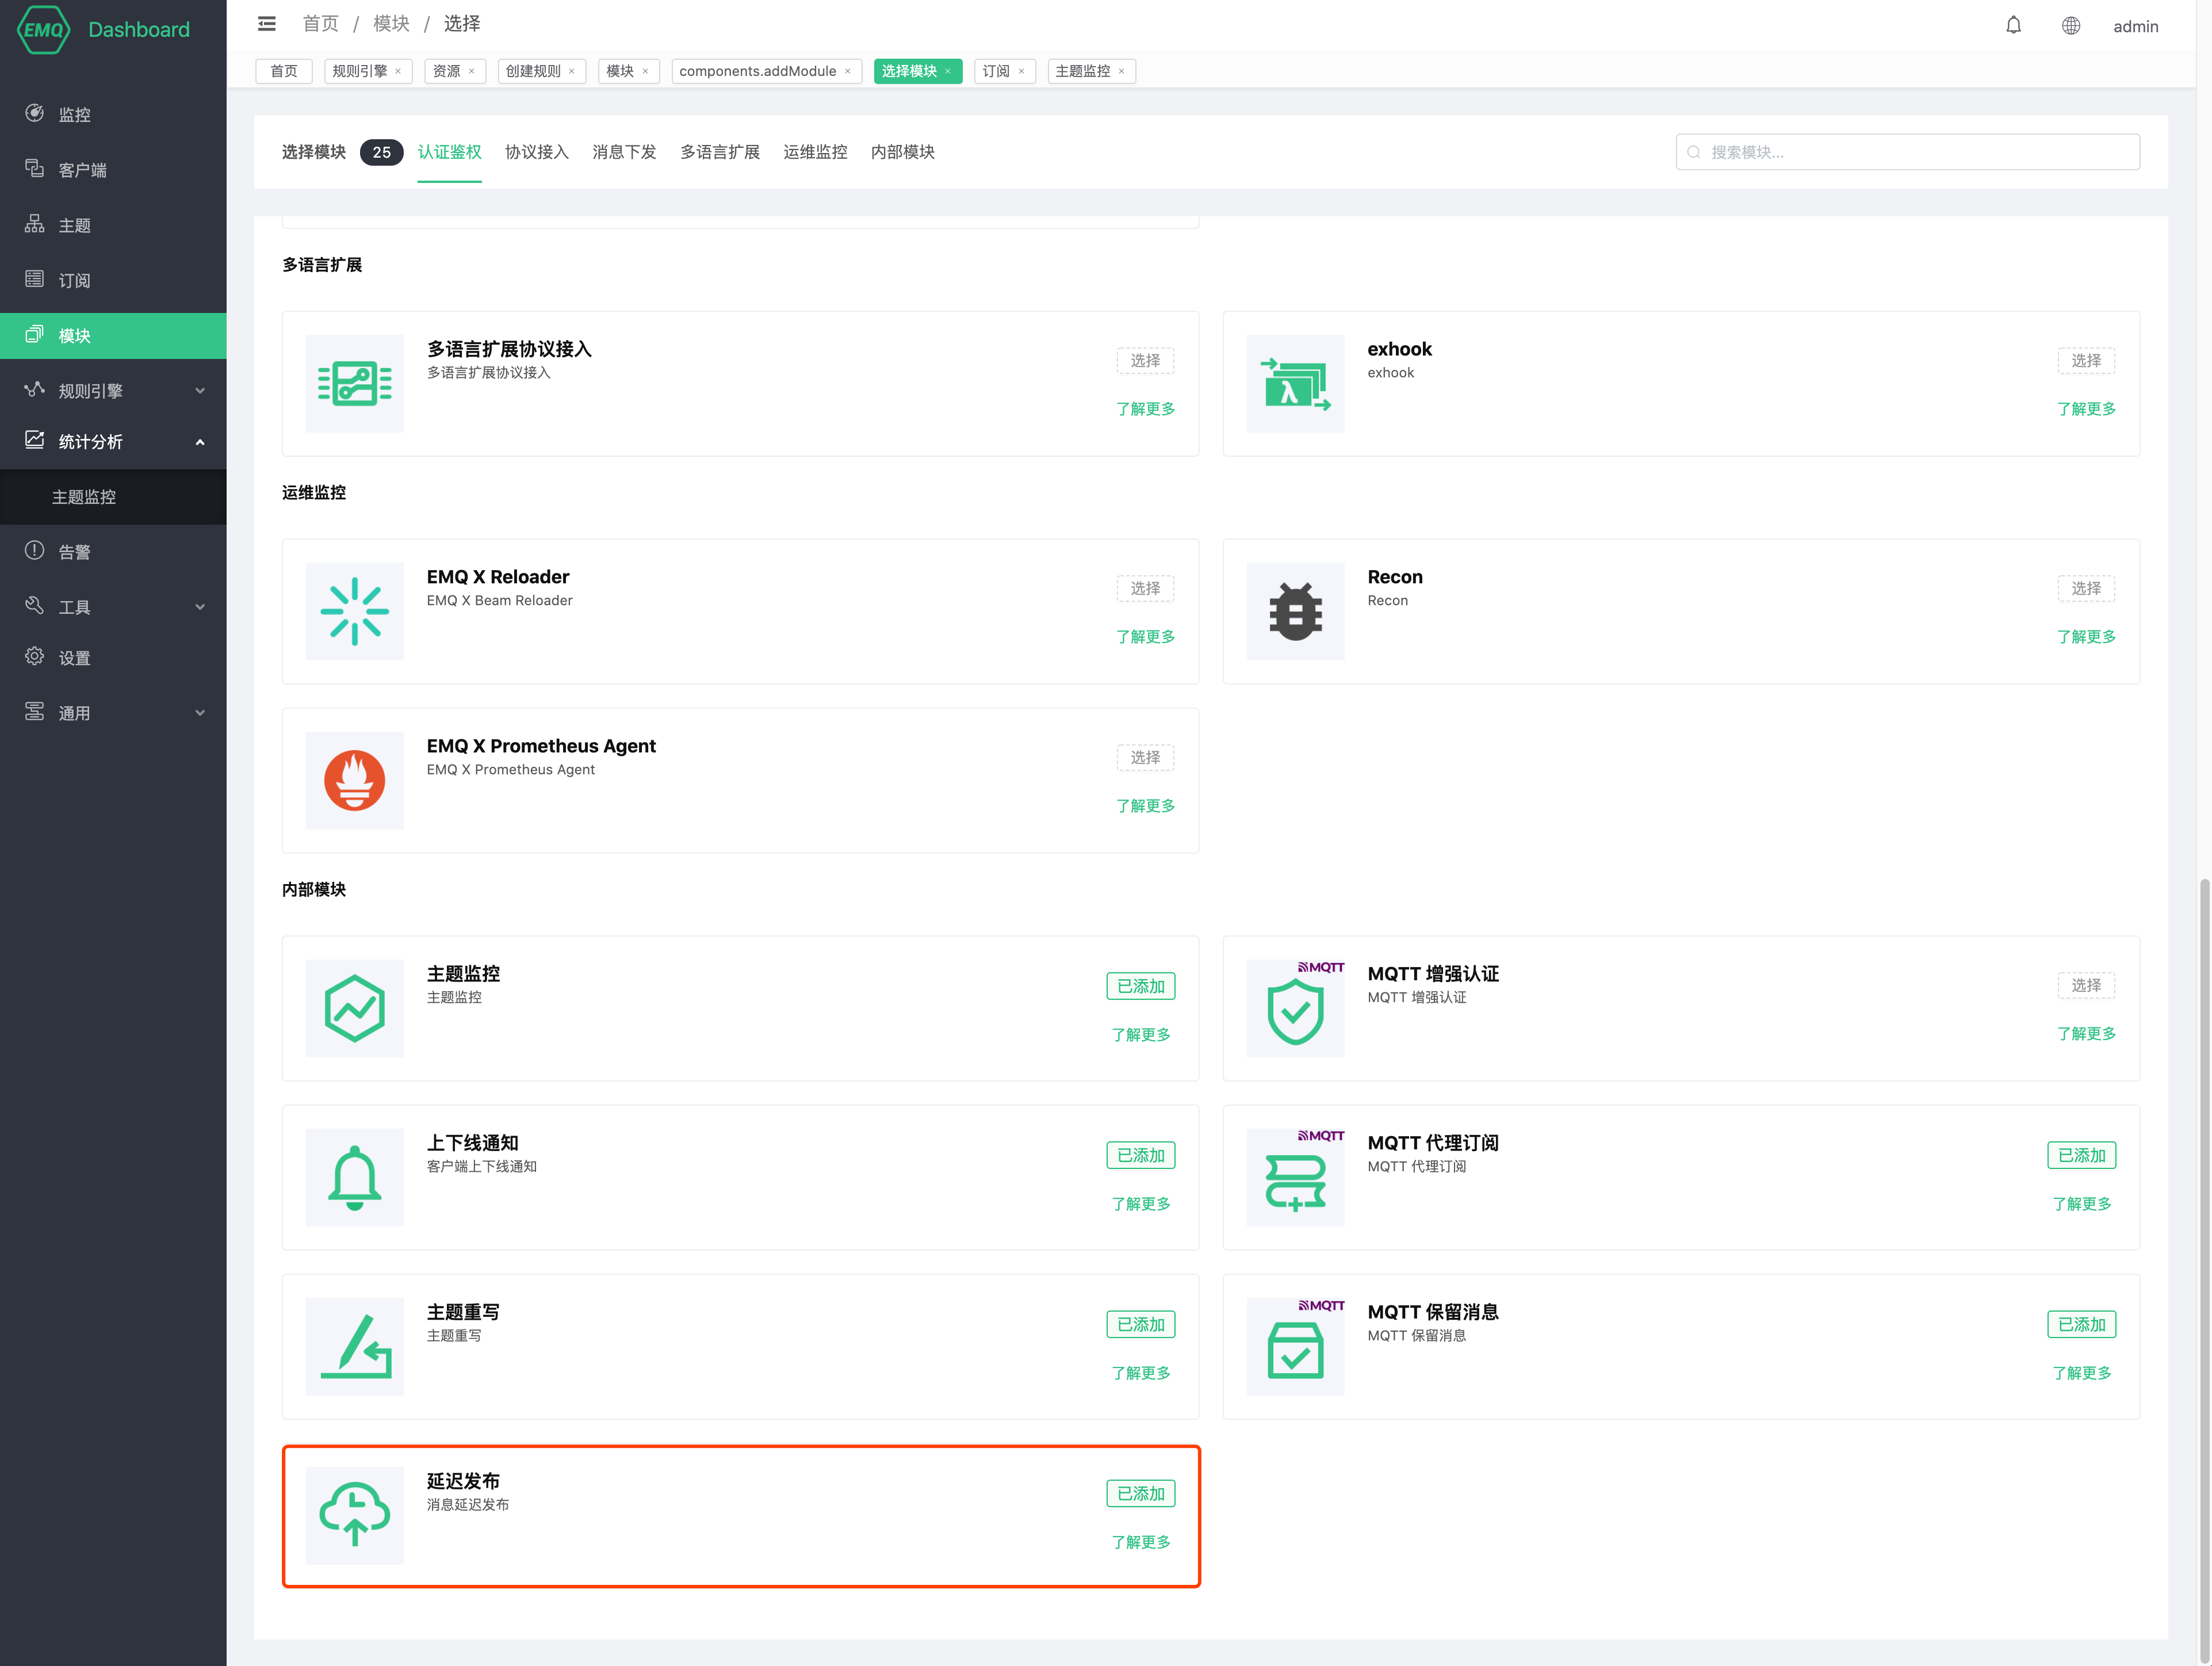 EMQ Dashboard
首页 / 模块 / 选择
admin
首页 规则引擎 × 资源 × 创建规则 × 模块 × components.addModule × 选择模块 × 订阅 × 主题监控 ×
监控
客户端
主题
订阅
模块
规则引擎
统计分析
主题监控
告警
工具
设置
通用
选择模块 25 认证鉴权 协议接入 消息下发 多语言扩展 运维监控 内部模块
搜索模块...
多语言扩展
多语言扩展协议接入
多语言扩展协议接入
选择
了解更多
exhook
exhook
选择
了解更多
运维监控
EMQ X Reloader
EMQ X Beam Reloader
选择
了解更多
Recon
Recon
选择
了解更多
EMQ X Prometheus Agent
EMQ X Prometheus Agent
选择
了解更多
内部模块
主题监控
主题监控
已添加
了解更多
MQTT
MQTT 增强认证
MQTT 增强认证
选择
了解更多
上下线通知
客户端上下线通知
已添加
了解更多
MQTT
MQTT 代理订阅
MQTT 代理订阅
已添加
了解更多
主题重写
主题重写
已添加
了解更多
MQTT
MQTT 保留消息
MQTT 保留消息
已添加
了解更多
延迟发布
消息延迟发布
已添加
了解更多